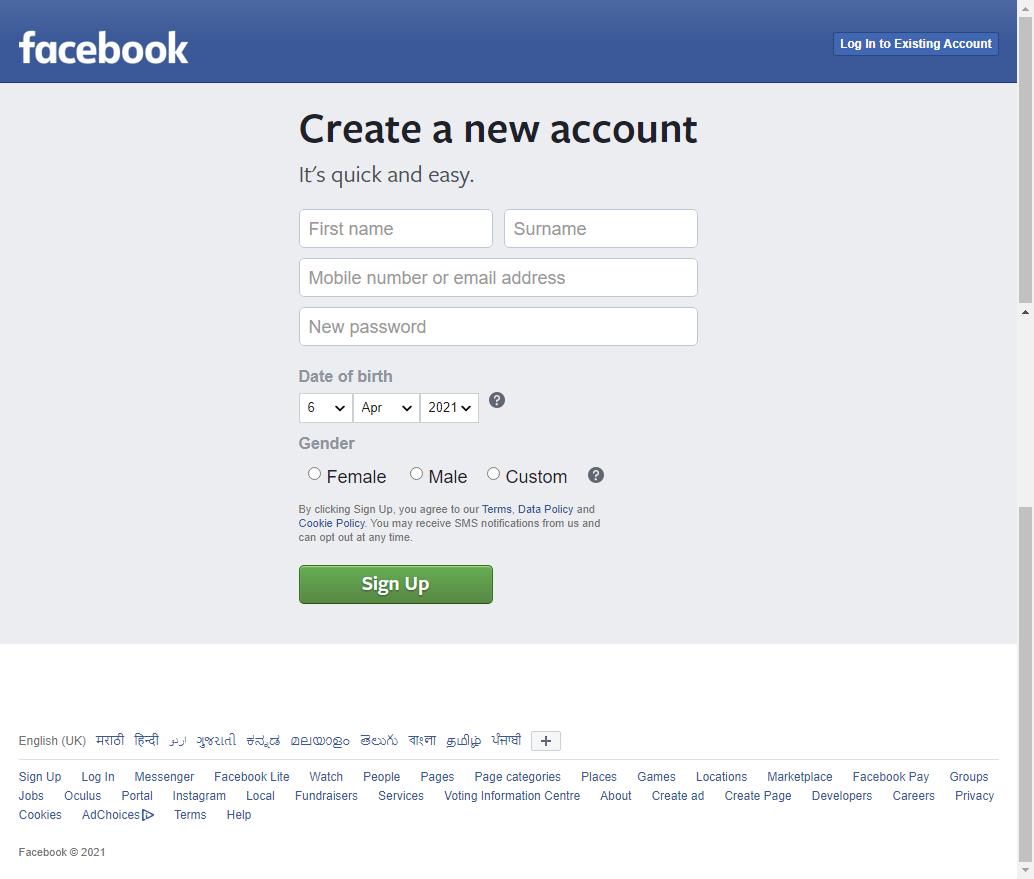 facebook
Log In to Existing Account
Create a new account
It's quick and easy.
First name Surname
Mobile number or email address
New password
Date of birth
6 Apr 2021 ?
Gender
Female Male Custom ?
By clicking Sign Up, you agree to our Terms, Data Policy and
Cookie Policy. You may receive SMS notifications from us and
can opt out at any time.
Sign Up
English (UK) मराठी हिन्दी اردو ગુજરાતી ಕನ್ನಡ മലയാളം తెలుగు বাংলা தமிழ் ਪੰਜਾਬੀ +
Sign Up Log In Messenger Facebook Lite Watch People Pages Page categories Places Games Locations Marketplace Facebook Pay Groups
Jobs Oculus Portal Instagram Local Fundraisers Services Voting Information Centre About Create ad Create Page Developers Careers Privacy
Cookies AdChoices Terms Help
Facebook © 2021